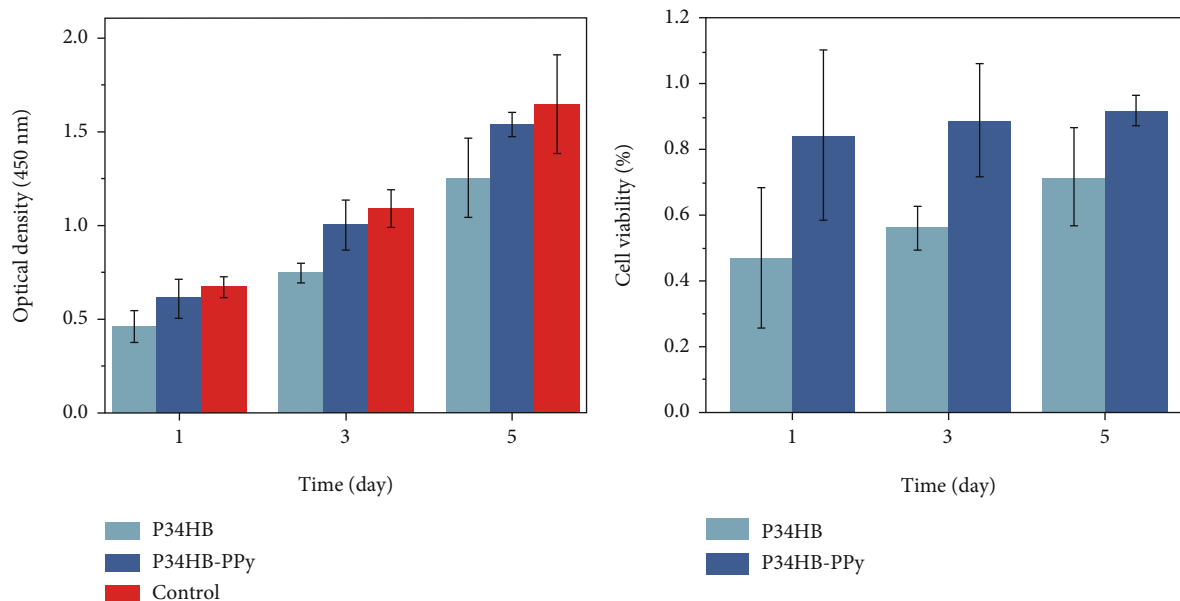 Optical density (450 nm)
2.0
1.5
1.0
0.5
0.0
1
3
5
Time (day)
P34HB
P34HB-PPy
Control
Cell viability (%)
1.2
1.0
0.8
0.6
0.4
0.2
0.0
1
3
5
Time (day)
P34HB
P34HB-PPy